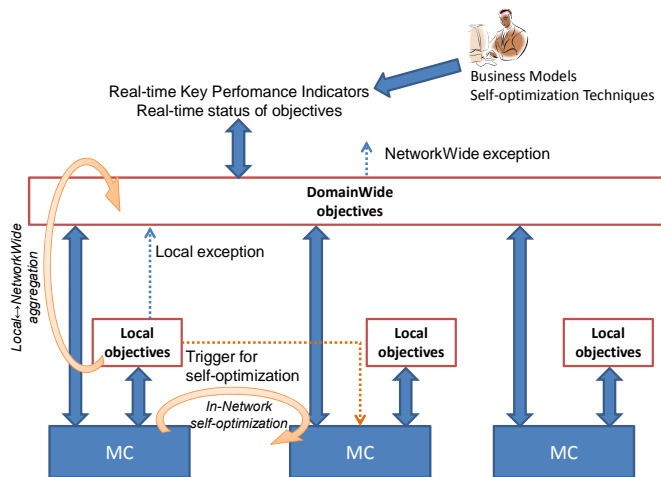 Business Models
Self-optimization Techniques
Real-time Key Perfomance Indicators
Real-time status of objectives
NetworkWide exception
DomainWide
objectives
Local↔NetworkWide
aggregation
Local exception
Local
objectives
Local
objectives
Local
objectives
Trigger for
self-optimization
In-Network
self-optimization
MC
MC
MC